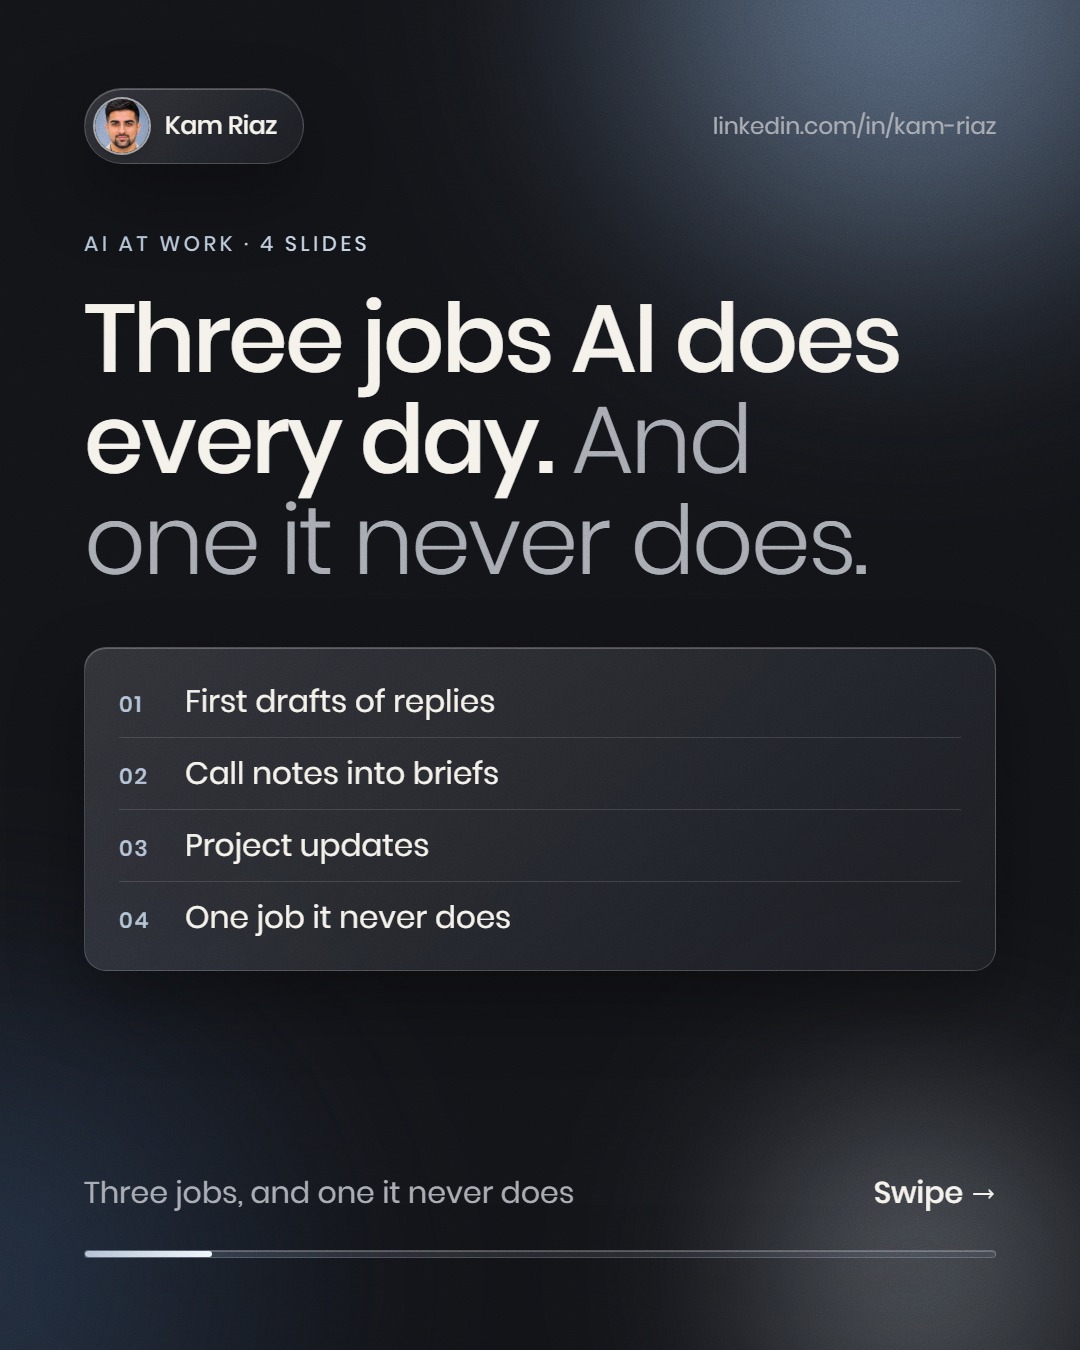 Kam Riaz
linkedin.com/in/kam-riaz
AI AT WORK · 4 SLIDES
Three jobs AI does
every day. And
one it never does.
01 First drafts of replies
02 Call notes into briefs
03 Project updates
04 One job it never does
Three jobs, and one it never does
Swipe →